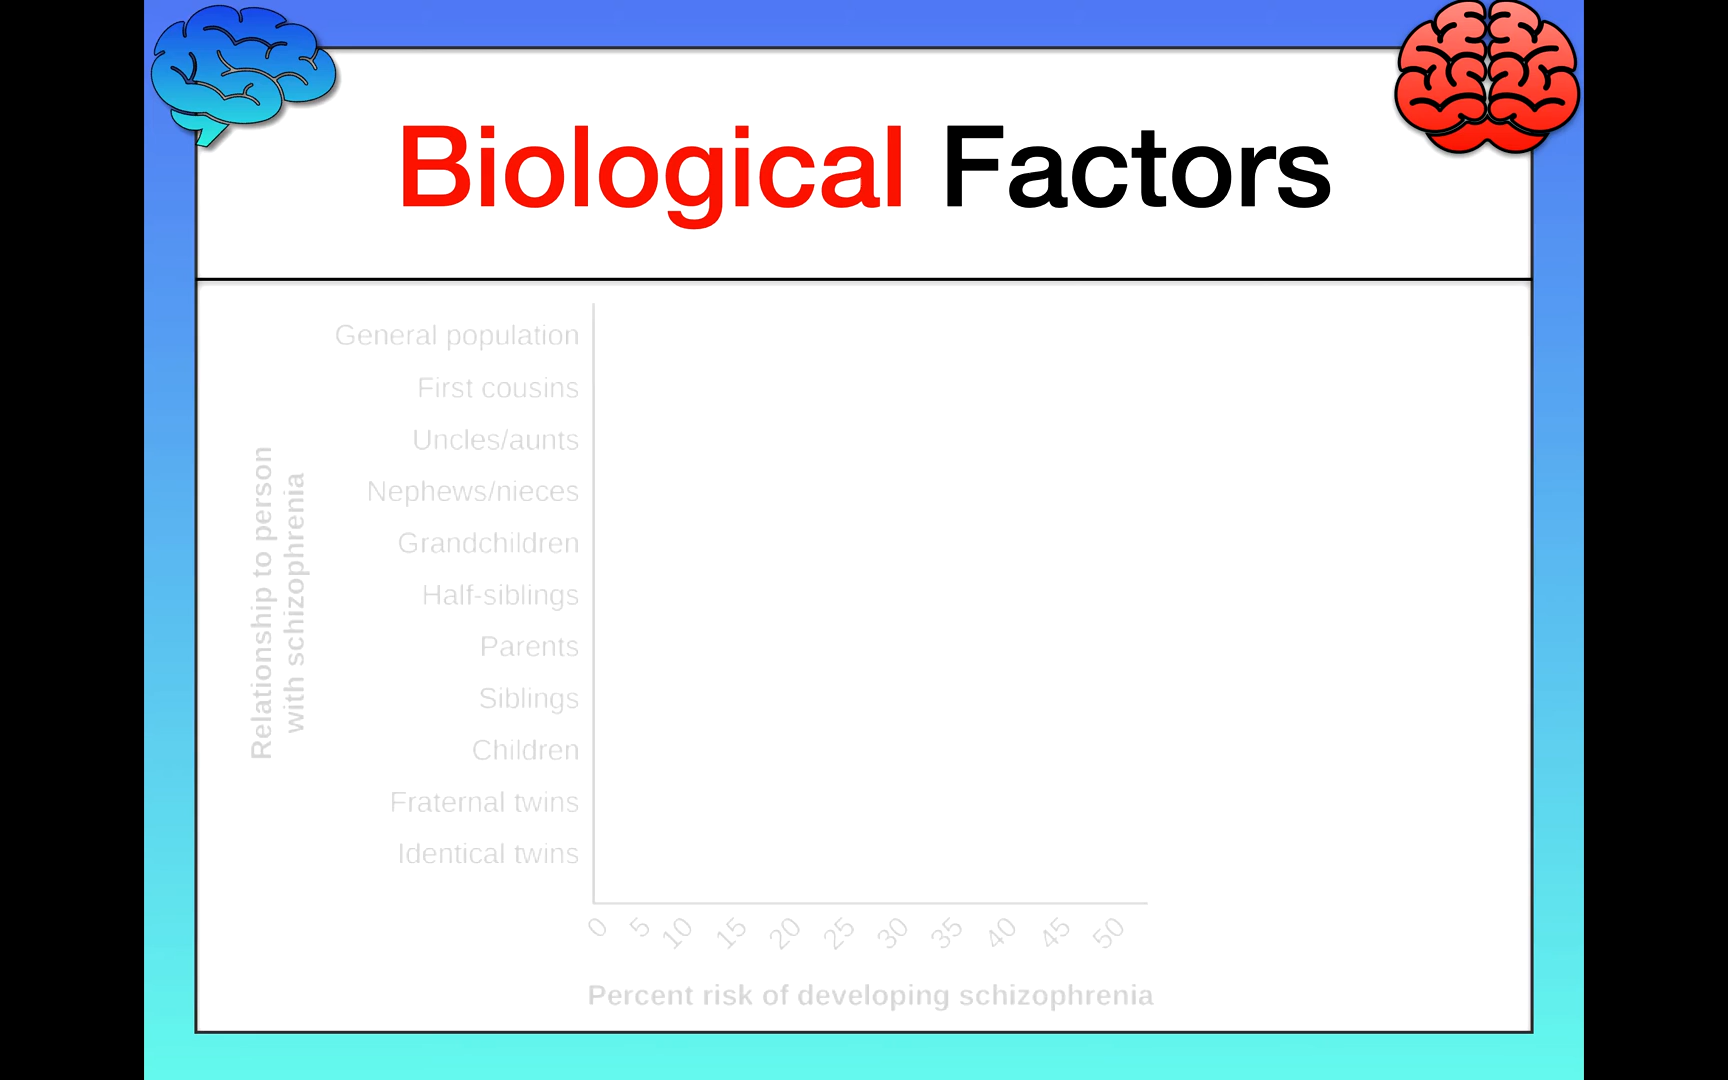 Biological Factors
General population
First cousins
Uncles/aunts
Nephews/nieces
Grandchildren
Half-siblings
Parents
Siblings
Children
Fraternal twins
Identical twins
Relationship to person
with schizophrenia
0 5 10 15 20 25 30 35 40 45 50
Percent risk of developing schizophrenia